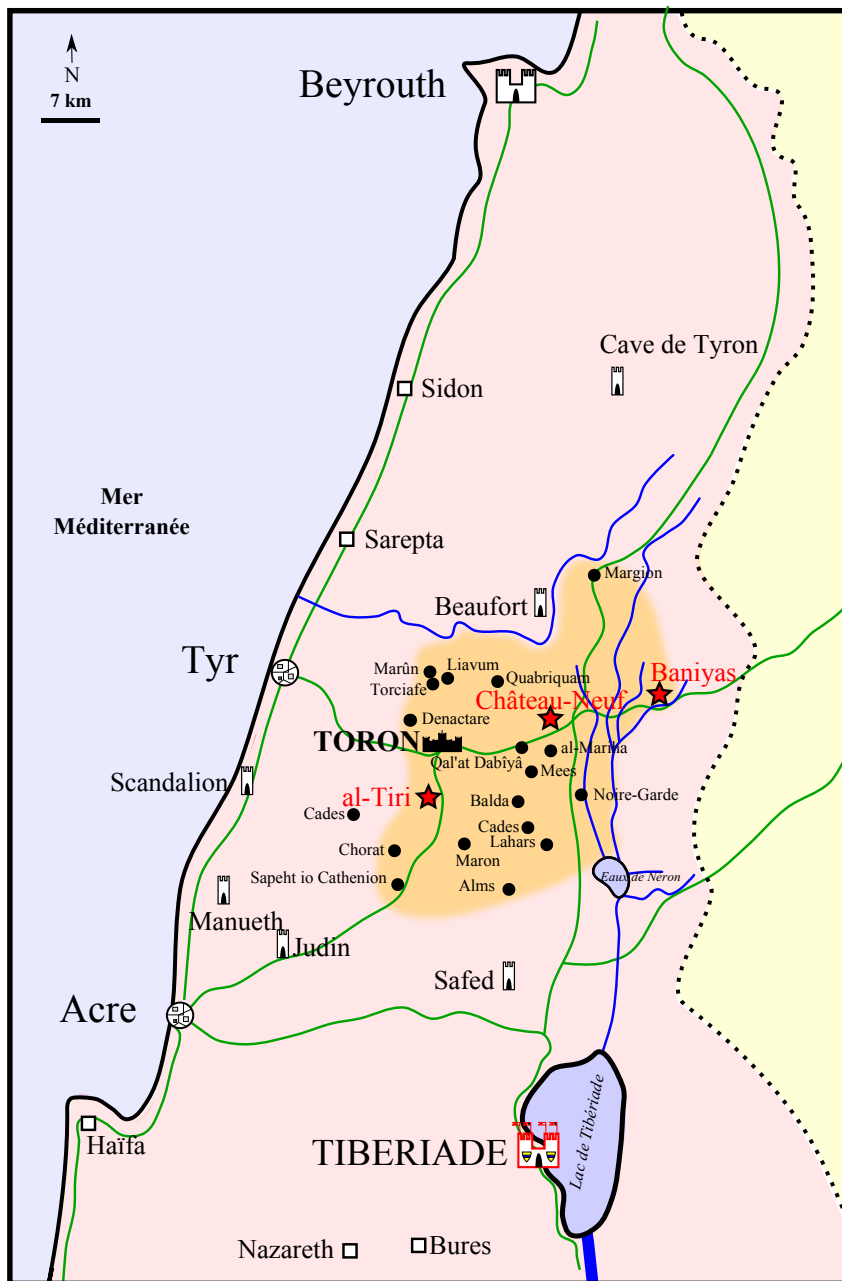 Beyrouth
N
7 km
Cave de Tyron
Sidon
Mer
Méditerranée
Sarepta
Margion
Beaufort
Tyr
Marûn
Liavum
Torciafe
Quabriquam
Baniyas
Château-Neuf
Denactare
TORON
Qal'at Dabîyâ
al-Mariha
Mees
Scandalion
al-Tiri
Balda
Noire-Garde
Cades
Cades
Lahars
Chorat
Maron
Sapeht io Cathenion
Alms
Eaux de Neron
Manueth
Judin
Safed
Acre
Lac de Tibériade
Haïfa
TIBERIADE
Nazareth
Bures